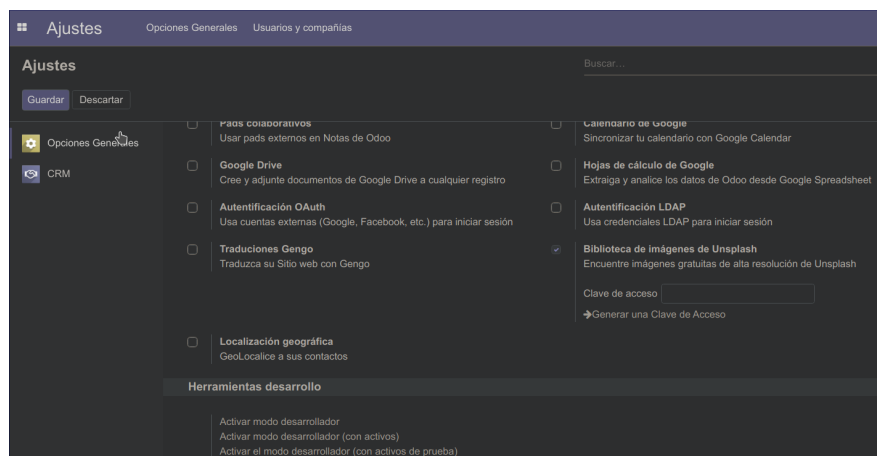 Ajustes
Opciones Generales
Usuarios y compañías
Ajustes
Buscar...
Guardar
Descartar
Opciones Generales
CRM
Pads colaborativos
Usar pads externos en Notas de Odoo
Calendario de Google
Sincronizar tu calendario con Google Calendar
Google Drive
Cree y adjunte documentos de Google Drive a cualquier registro
Hojas de cálculo de Google
Extraiga y analice los datos de Odoo desde Google Spreadsheet
Autentificación OAuth
Usa cuentas externas (Google, Facebook, etc.) para iniciar sesión
Autentificación LDAP
Usa credenciales LDAP para iniciar sesión
Traduciones Gengo
Traduzca su Sitio web con Gengo
Biblioteca de imágenes de Unsplash
Encuentre imágenes gratuitas de alta resolución de Unsplash
Clave de acceso
Generar una Clave de Acceso
Localización geográfica
GeoLocalice a sus contactos
Herramientas desarrollo
Activar modo desarrollador
Activar modo desarrollador (con activos)
Activar el modo desarrollador (con activos de prueba)